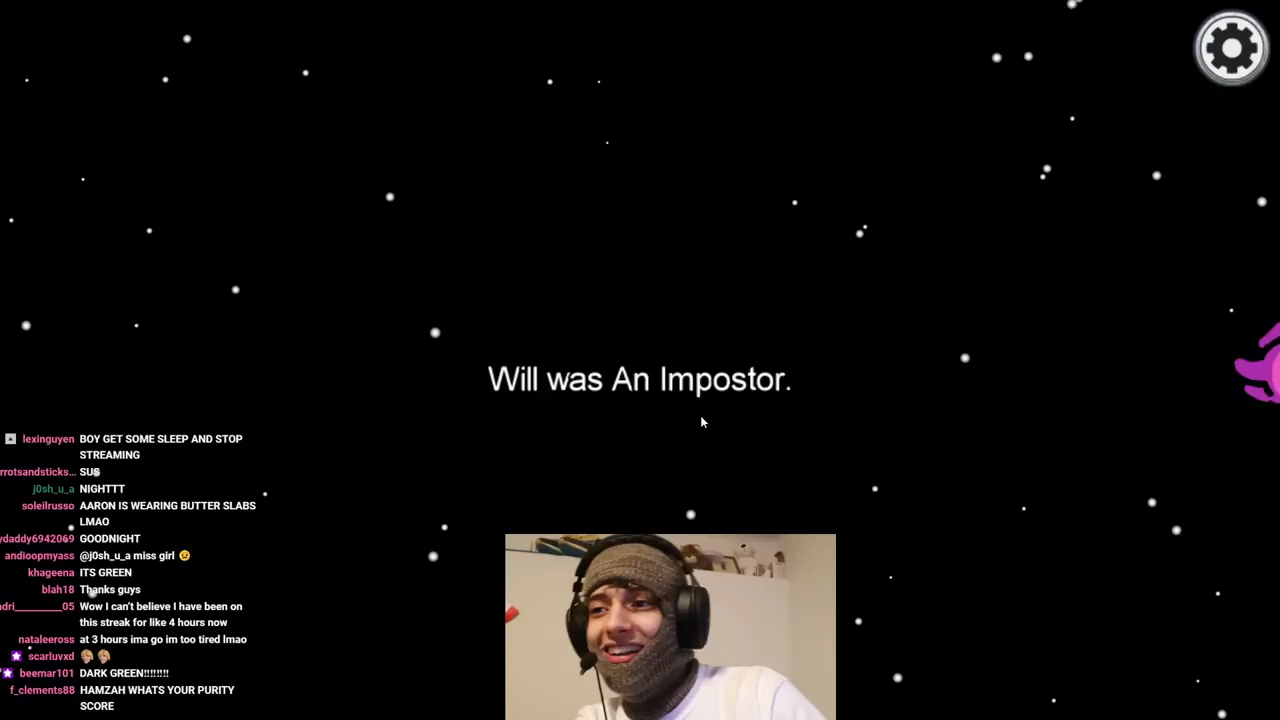 Will was An Impostor.
lexinguyen BOY GET SOME SLEEP AND STOP
STREAMING
rrotsandsticks... SUS
j0sh_u_a NIGHTTT
soleilrusso AARON IS WEARING BUTTER SLABS
LMAO
ydaddy6942069 GOODNIGHT
andioopmyass @j0sh_u_a miss girl 😟
khageena ITS GREEN
blah18 Thanks guys
ndri__________05 Wow I can't believe I have been on
this streak for like 4 hours now
nataleeross at 3 hours ima go im too tired lmao
scarluvxd
beemar101 DARK GREEN!!!!!!!!
f_clements88 HAMZAH WHATS YOUR PURITY
SCORE